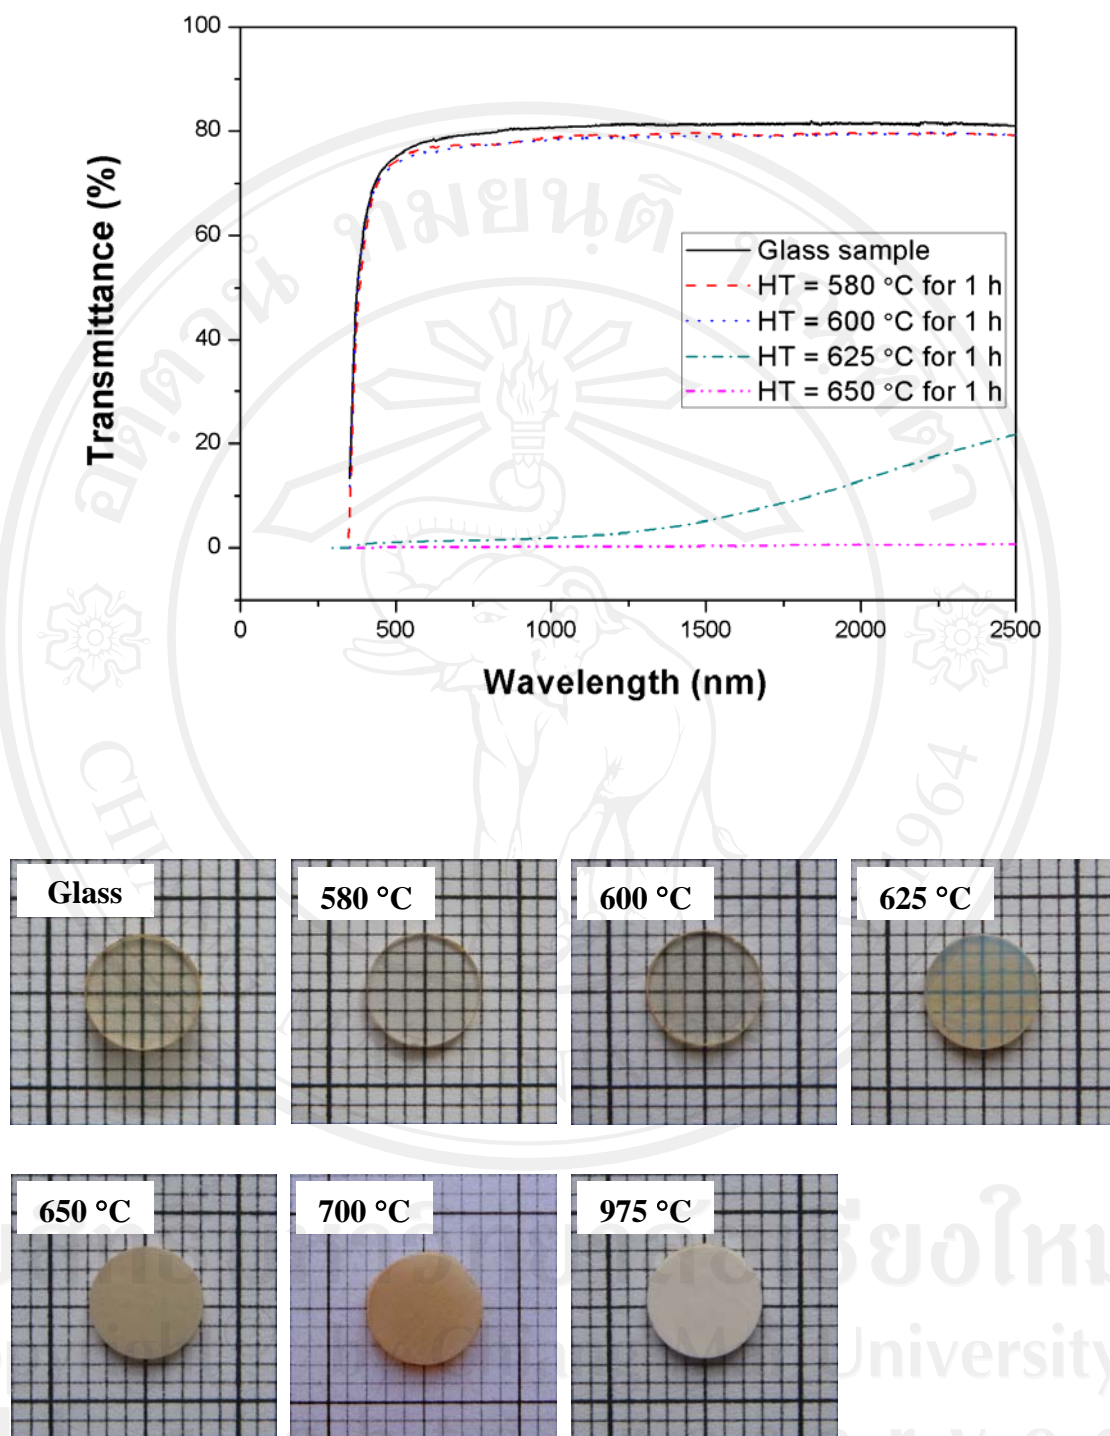 100
80
60
40
20
0
Transmittance (%)
Glass sample
HT = 580 °C for 1 h
HT = 600 °C for 1 h
HT = 625 °C for 1 h
HT = 650 °C for 1 h
0 500 1000 1500 2000 2500
Wavelength (nm)
1964
Glass
580 °C
600 °C
625 °C
650 °C
700 °C
975 °C
University